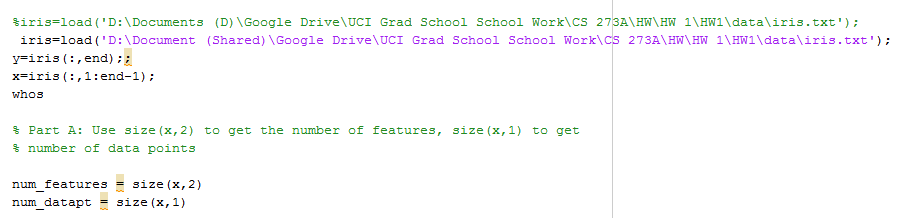 %iris=load('D:\Documents (D)\Google Drive\UCI Grad School School Work\CS 273A\HW\HW 1\HW1\data\iris.txt');
iris=load('D:\Document (Shared)\Google Drive\UCI Grad School School Work\CS 273A\HW\HW 1\HW1\data\iris.txt');
y=iris(:,end);;
x=iris(:,1:end-1);
whos
% Part A: Use size(x,2) to get the number of features, size(x,1) to get
% number of data points
num_features = size(x,2)
num_datapt = size(x,1)